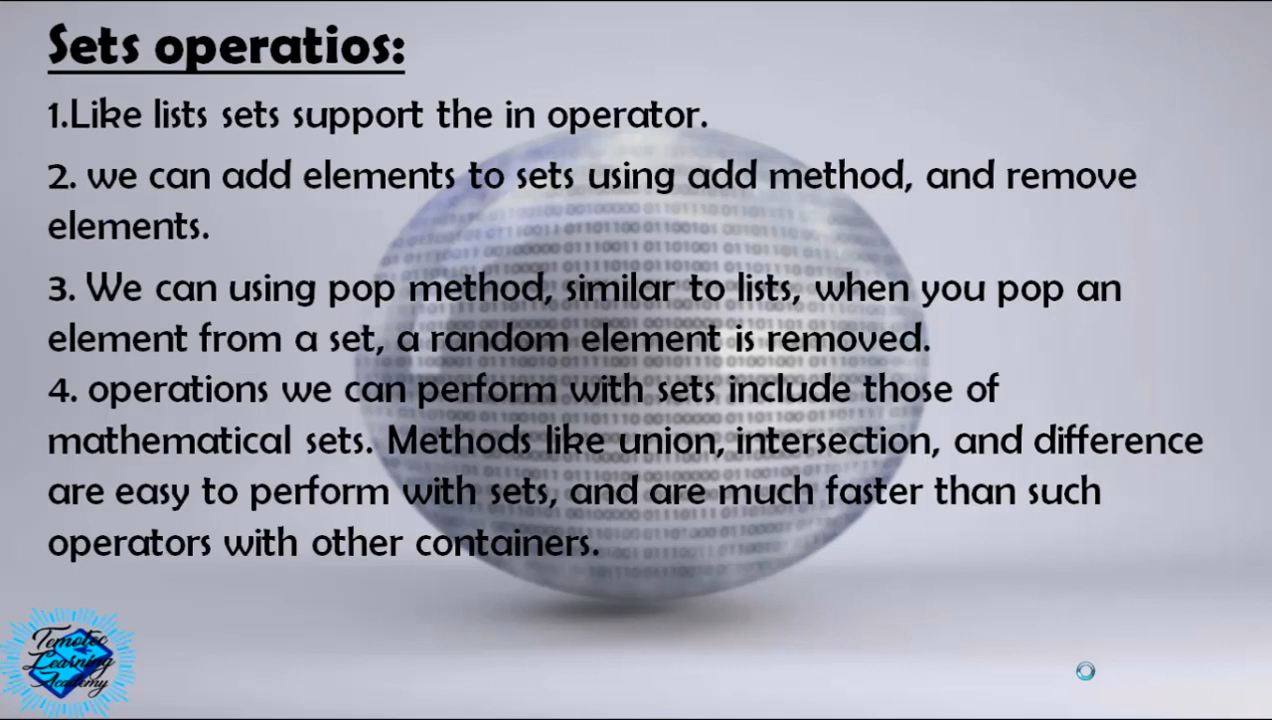 Sets operatios:
1.Like lists sets support the in operator.
2. we can add elements to sets using add method, and remove
elements.
3. We can using pop method, similar to lists, when you pop an
element from a set, a random element is removed.
4. operations we can perform with sets include those of
mathematical sets. Methods like union, intersection, and difference
are easy to perform with sets, and are much faster than such
operators with other containers.
Temotec
Learning
Academy